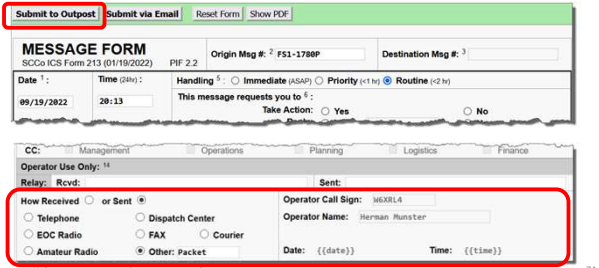 Submit to Outpost Submit via Email Reset Form Show PDF
MESSAGE FORM
SCCo ICS Form 213 (01/19/2022) PIF 2.2
Origin Msg #: 2 FS1-1780P
Destination Msg #: 3
Date 1 : Time (24hr) : Handling 5 : Immediate (ASAP) Priority (<1 hr) Routine (<2 hr)
09/19/2022 20:13 This message requests you to 6 :
Take Action: Yes No
CC: Management Operations Planning Logistics Finance
Operator Use Only: 14
Relay: Rcvd: Sent:
How Received or Sent Operator Call Sign: W6XRL4
Telephone Dispatch Center Operator Name: Herman Munster
EOC Radio FAX Courier
Amateur Radio Other: Packet Date: {{date}} Time: {{time}}